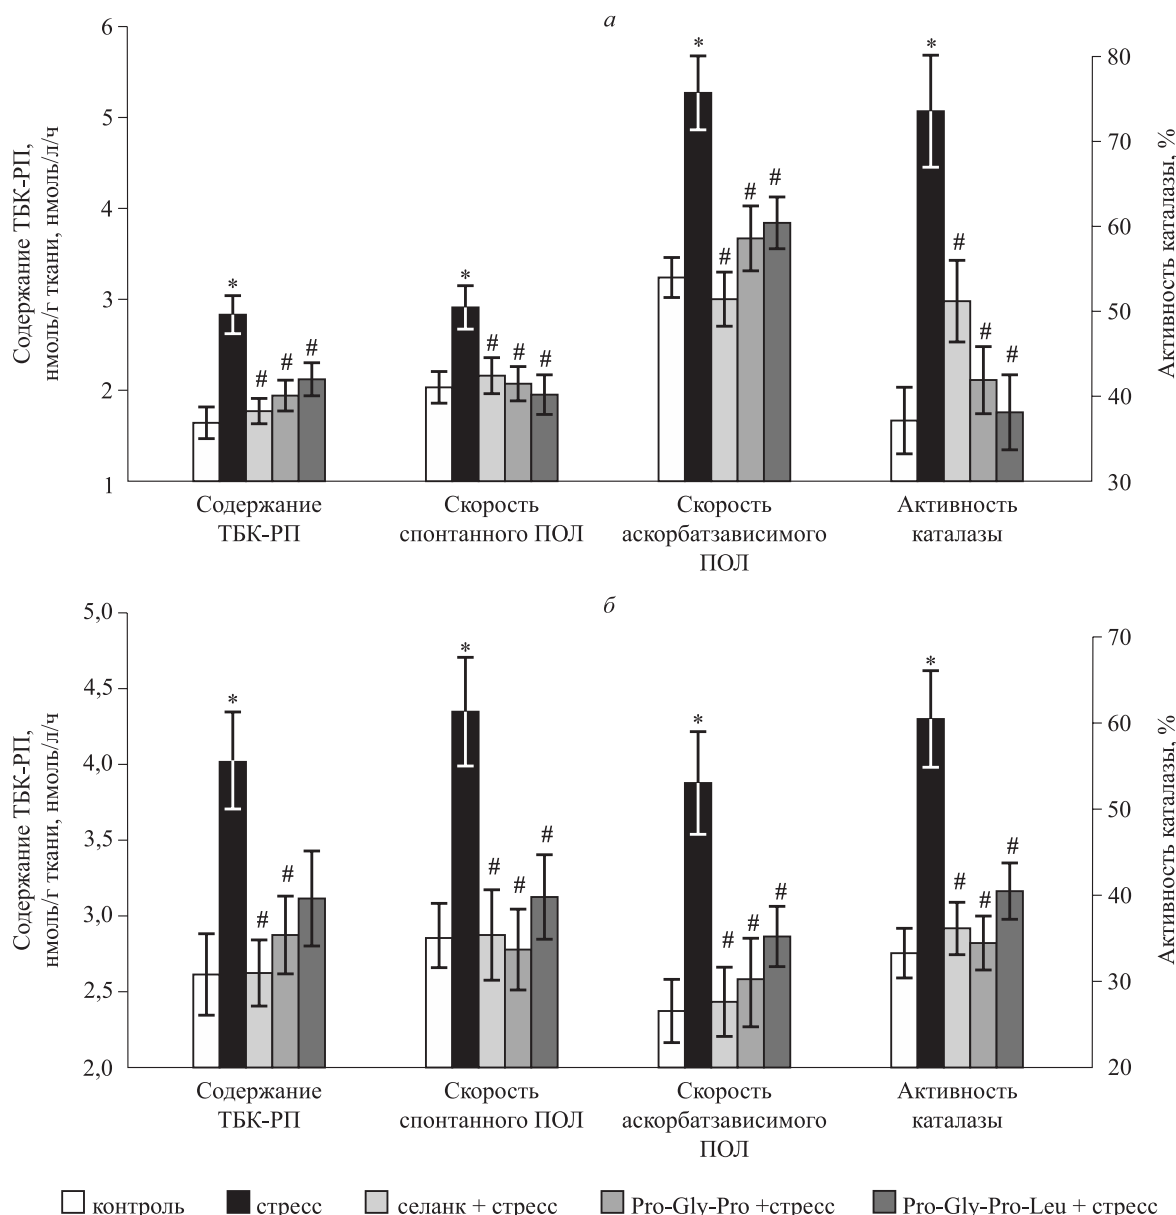 а
6
5
4
3
2
1
Содержание ТБК-РП,
нмоль/г ткани, нмоль/л/ч
80
70
60
50
40
30
Активность каталазы, %
*
#
#
#
*
#
#
#
*
#
#
#
*
#
#
#
Содержание
ТБК-РП
Скорость
спонтанного ПОЛ
Скорость
аскорбатзависимого
ПОЛ
Активность
каталазы
б
5,0
4,5
4,0
3,5
3,0
2,5
2,0
Содержание ТБК-РП,
нмоль/г ткани, нмоль/л/ч
70
60
50
40
30
20
Активность каталазы, %
*
#
#
*
#
#
#
*
#
#
#
*
#
#
#
Содержание
ТБК-РП
Скорость
спонтанного ПОЛ
Скорость
аскорбатзависимого
ПОЛ
Активность
каталазы
контроль
стресс
селанк + стресс
Pro-Gly-Pro +стресс
Pro-Gly-Pro-Leu + стресс